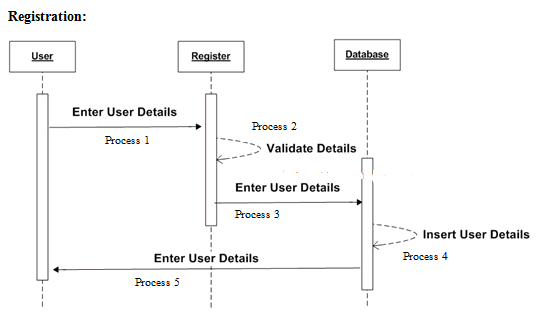 Registration:
User
Register
Database
Enter User Details
Process 1
Process 2
Validate Details
Enter User Details
Process 3
Insert User Details
Process 4
Enter User Details
Process 5